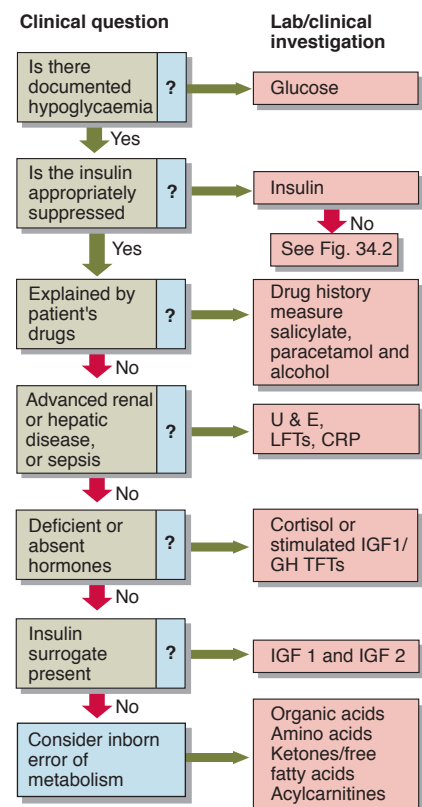 Clinical question
Lab/clinical
investigation
Is there
documented
hypoglycaemia
?
Glucose
Yes
Is the insulin
appropriately
suppressed
?
Insulin
No
See Fig. 34.2
Yes
Explained by
patient's
drugs
?
Drug history
measure
salicylate,
paracetamol and
alcohol
No
Advanced renal
or hepatic
disease,
or sepsis
?
U & E,
LFTs, CRP
No
Deficient or
absent
hormones
?
Cortisol or
stimulated IGF1/
GH TFTs
No
Insulin
surrogate
present
?
IGF 1 and IGF 2
No
Consider inborn
error of
metabolism
Organic acids
Amino acids
Ketones/free
fatty acids
Acylcarnitines